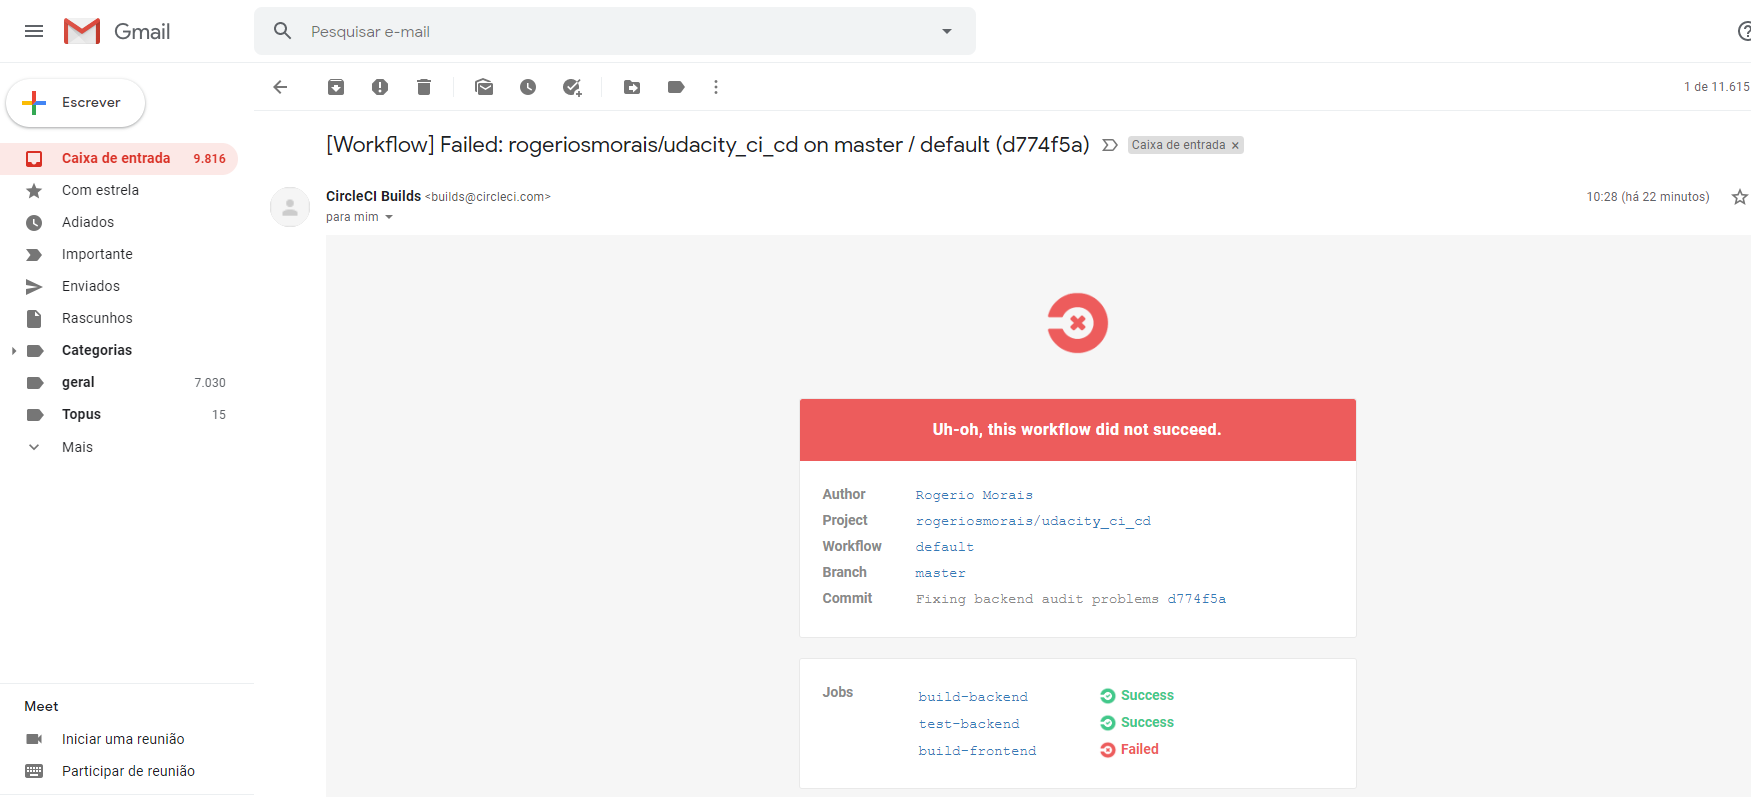 Gmail
Pesquisar e-mail
Escrever
1 de 11.615
[Workflow] Failed: rogeriosmorais/udacity_ci_cd on master / default (d774f5a)
Caixa de entrada ×
Caixa de entrada 9.816
Com estrela
Adiados
Importante
Enviados
Rascunhos
Categorias
geral 7.030
Topus 15
Mais
CircleCI Builds <builds@circleci.com>
10:28 (há 22 minutos)
para mim
Uh-oh, this workflow did not succeed.
Author Rogerio Morais
Project rogeriosmorais/udacity_ci_cd
Workflow default
Branch master
Commit Fixing backend audit problems d774f5a
Jobs build-backend Success
test-backend Success
build-frontend Failed
Meet
Iniciar uma reunião
Participar de reunião